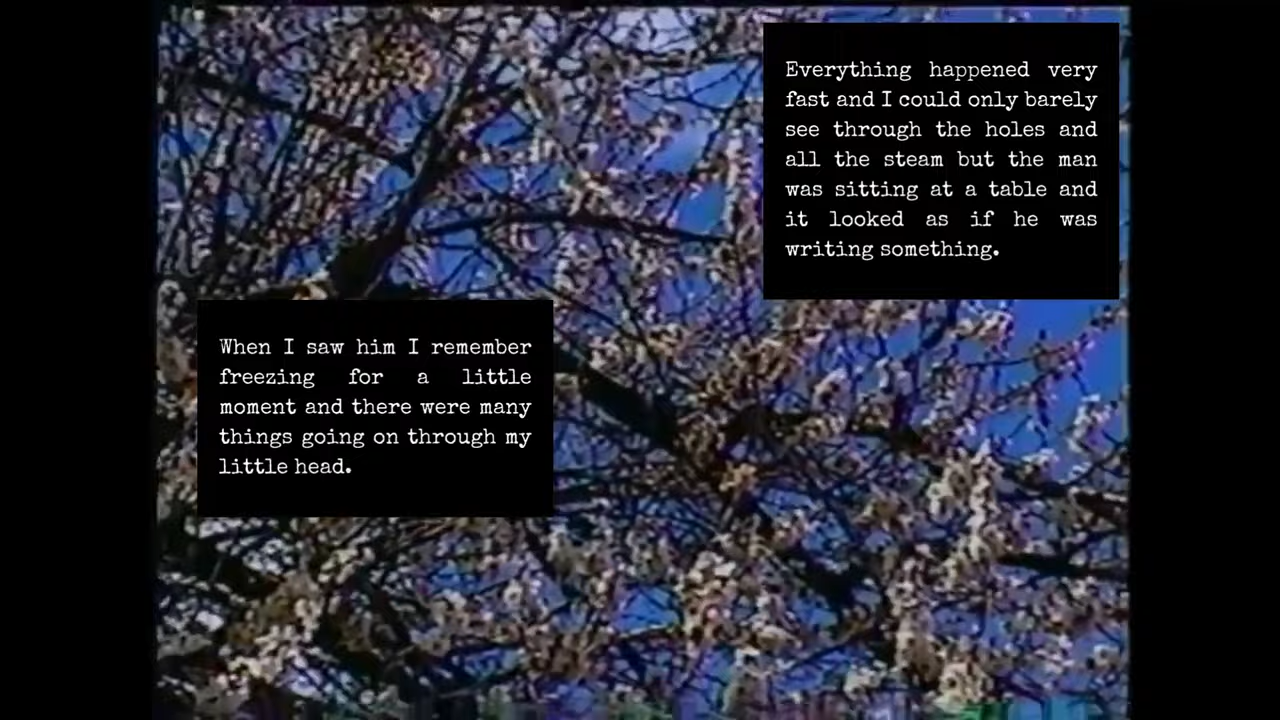 Everything happened very
fast and I could only barely
see through the holes and
all the steam but the man
was sitting at a table and
it looked as if he was
writing something.
When I saw him I remember
freezing for a little
moment and there were many
things going on through my
little head.